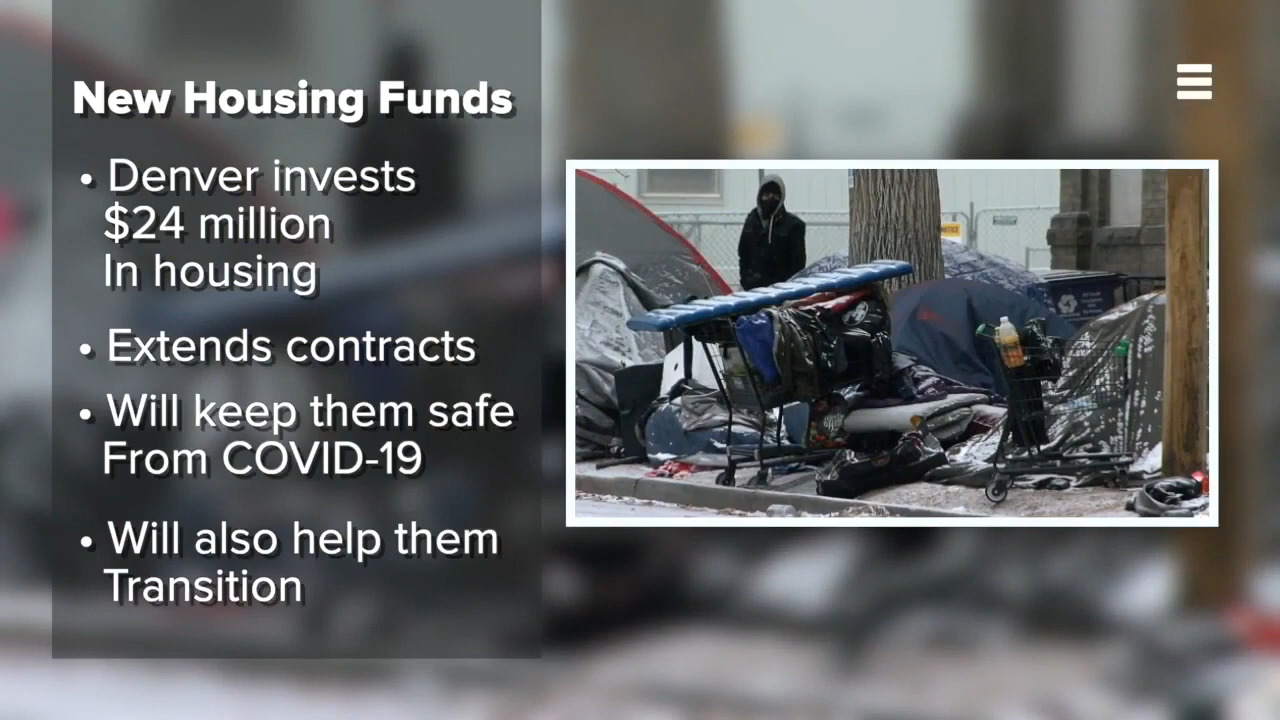 New Housing Funds
• Denver invests
$24 million
In housing
• Extends contracts
• Will keep them safe
From COVID-19
• Will also help them
Transition
NOTICE